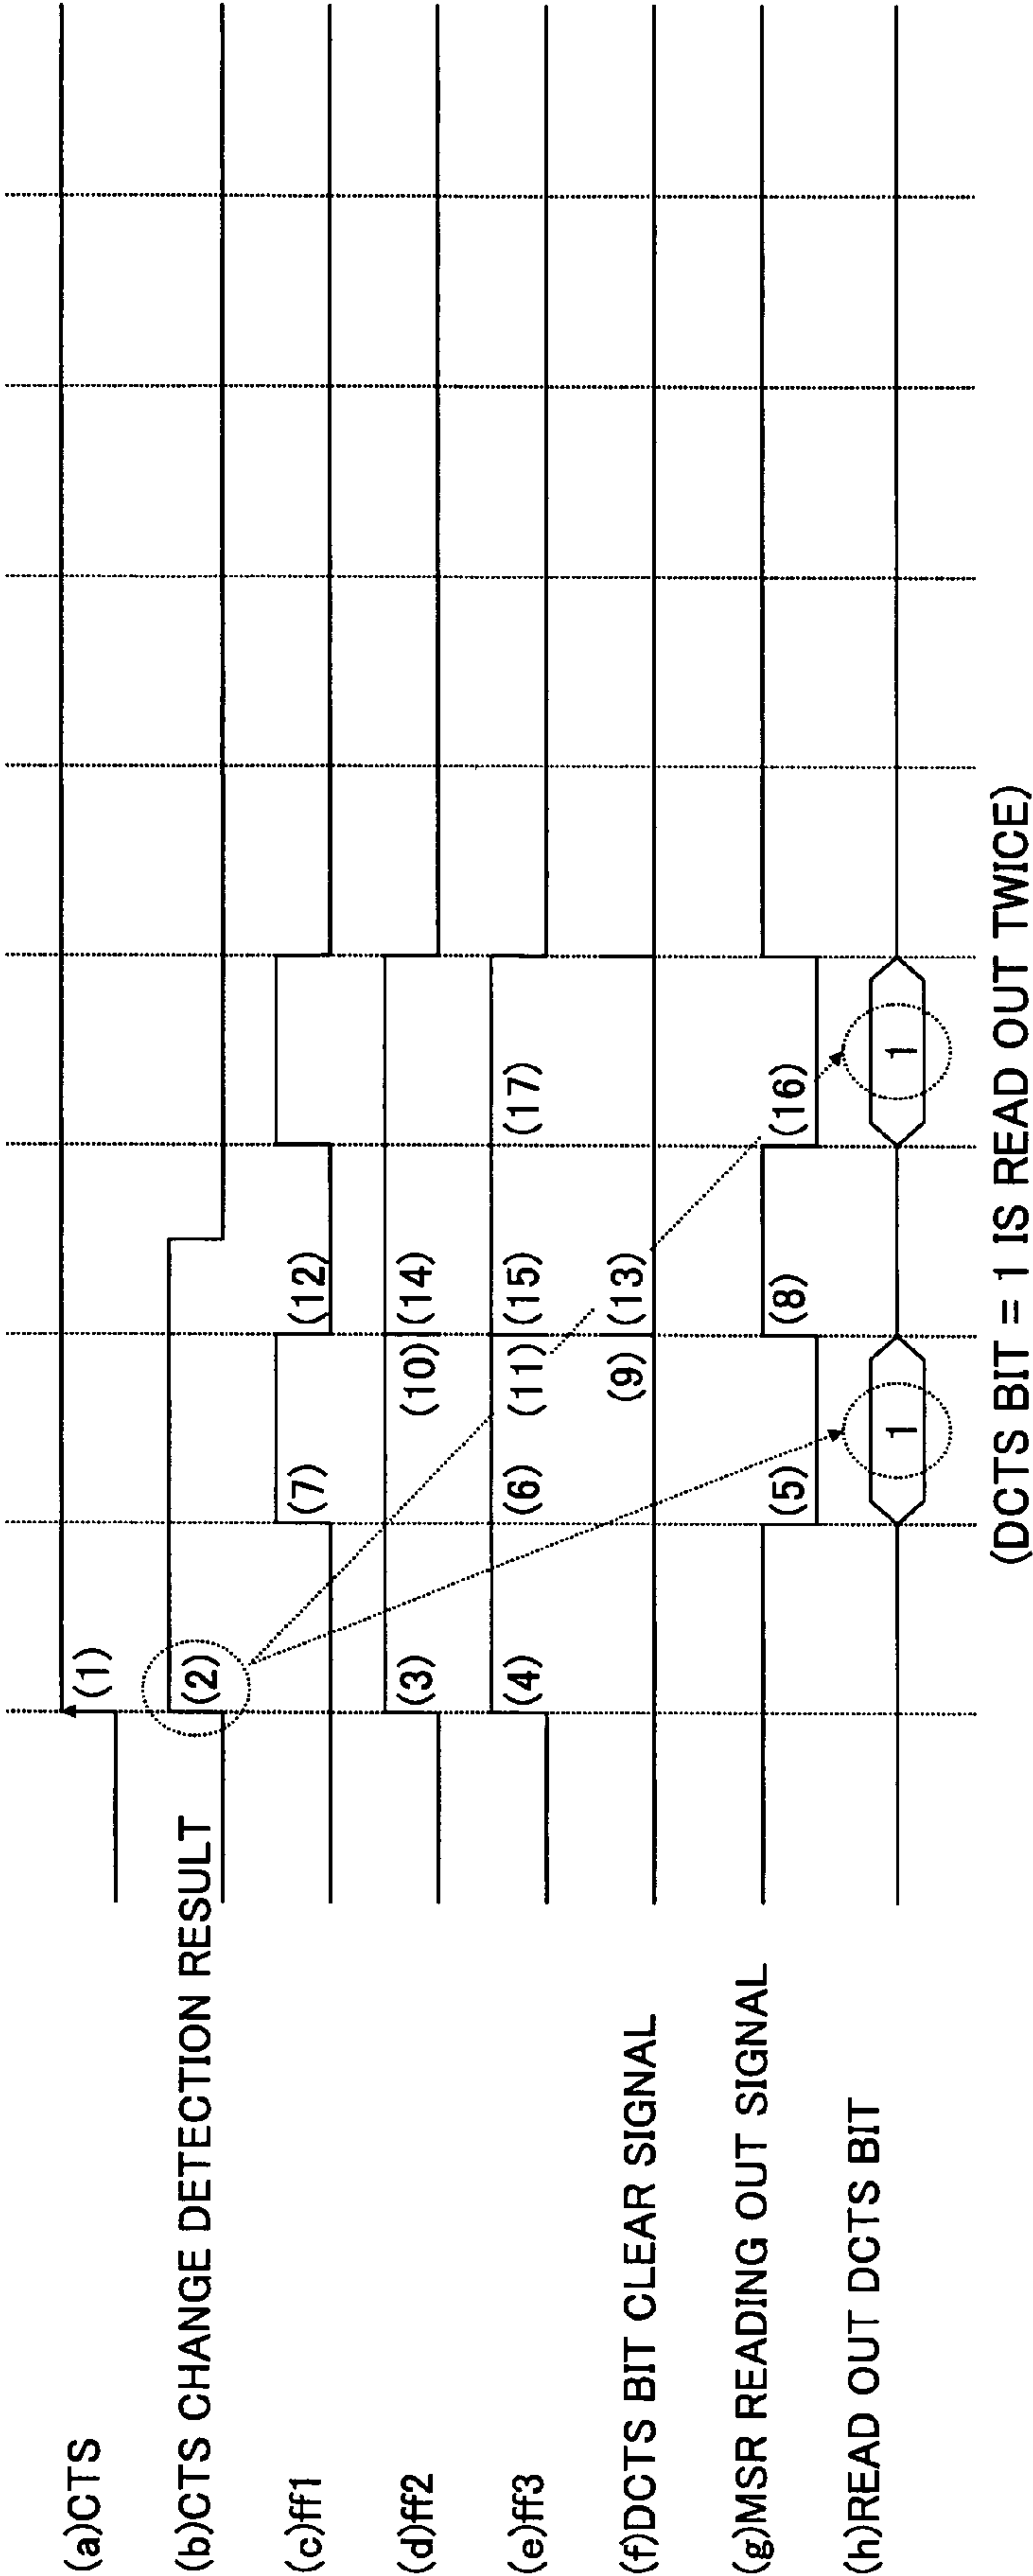 (a)CTS
(1)
(b)CTS CHANGE DETECTION RESULT
(2)
(c)ff1
(7)
(12)
(d)ff2
(3)
(10)
(14)
(e)ff3
(4)
(6)
(11)
(15)
(17)
(f)DCTS BIT CLEAR SIGNAL
(9)
(13)
(g)MSR READING OUT SIGNAL
(5)
(8)
(16)
(h)READ OUT DCTS BIT
1
1
(DCTS BIT = 1 IS READ OUT TWICE)